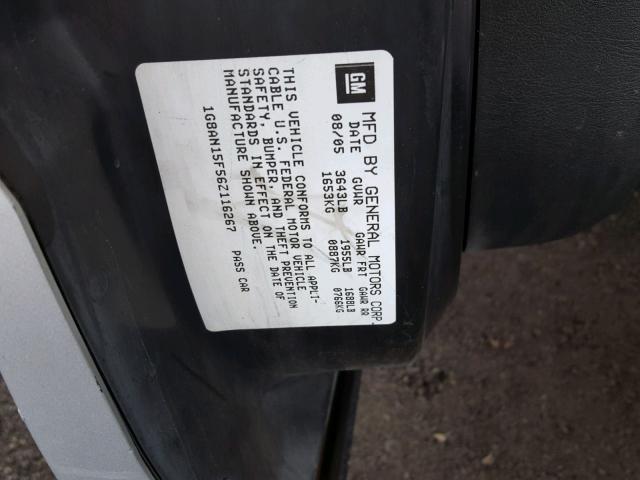 GM
MFD BY GENERAL MOTORS CORP.
DATE GVWR GAWR FRT GAWR RR
08/05 3643LB 1955LB 1688LB
1653KG 0887KG 0766KG
THIS VEHICLE CONFORMS TO ALL APPLI-
CABLE U.S. FEDERAL MOTOR VEHICLE
SAFETY, BUMPER, AND THEFT PREVENTION
STANDARDS IN EFFECT ON THE DATE OF
MANUFACTURE SHOWN ABOVE.
1G8AN15F56Z116267 PASS CAR